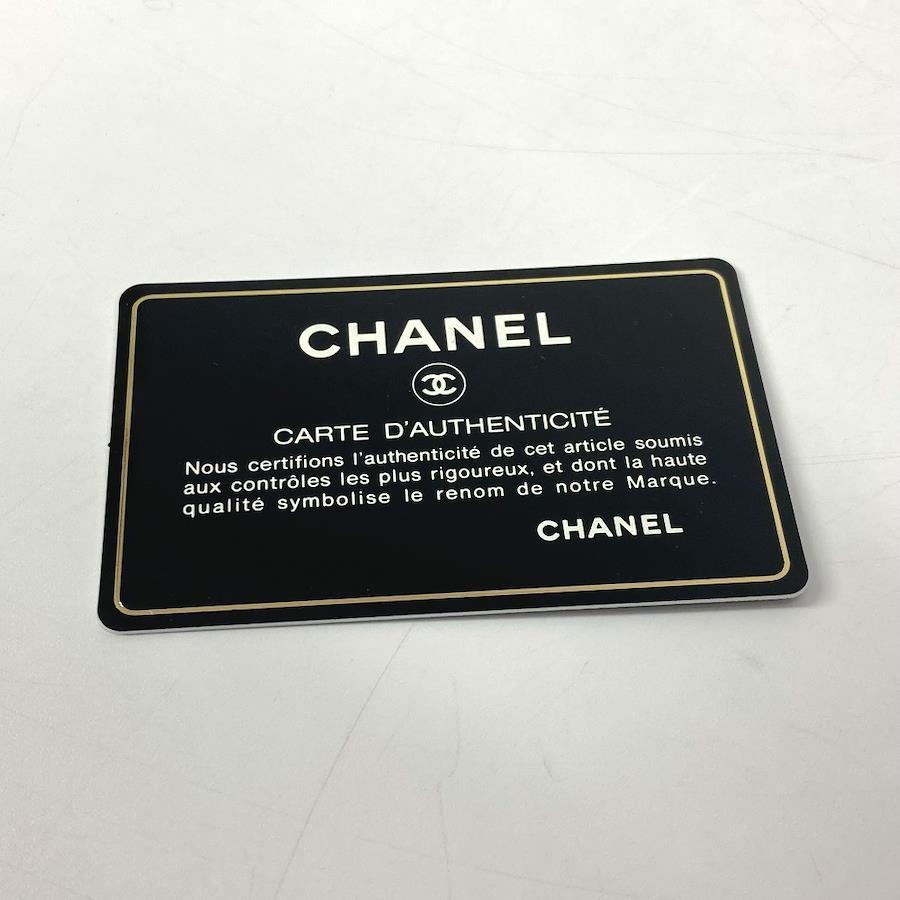 CHANEL
CARTE D'AUTHENTICITÉ
Nous certifions l'authenticité de cet article soumis
aux contrôles les plus rigoureux, et dont la haute
qualité symbolise le renom de notre Marque.
CHANEL